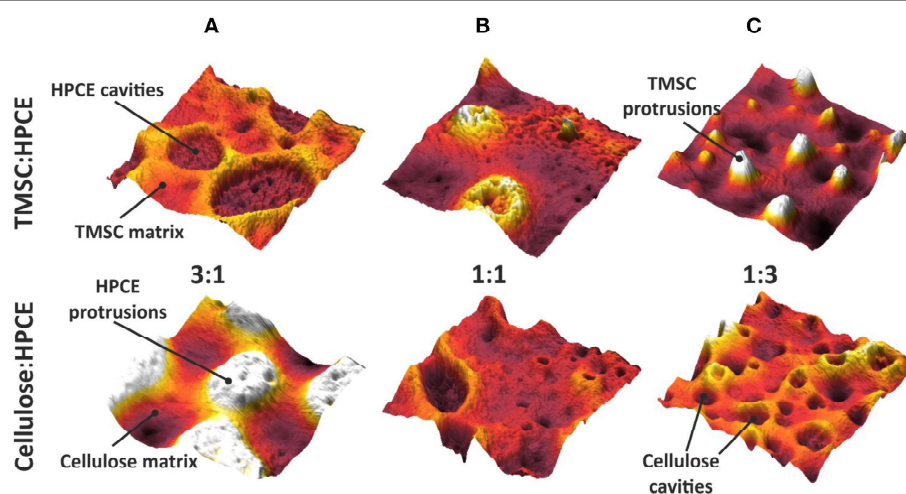 A
B
C
TMSC:HPCE
HPCE cavities
TMSC matrix
TMSC
protrusions
3:1
1:1
1:3
Cellulose:HPCE
HPCE
protrusions
Cellulose matrix
Cellulose
cavities